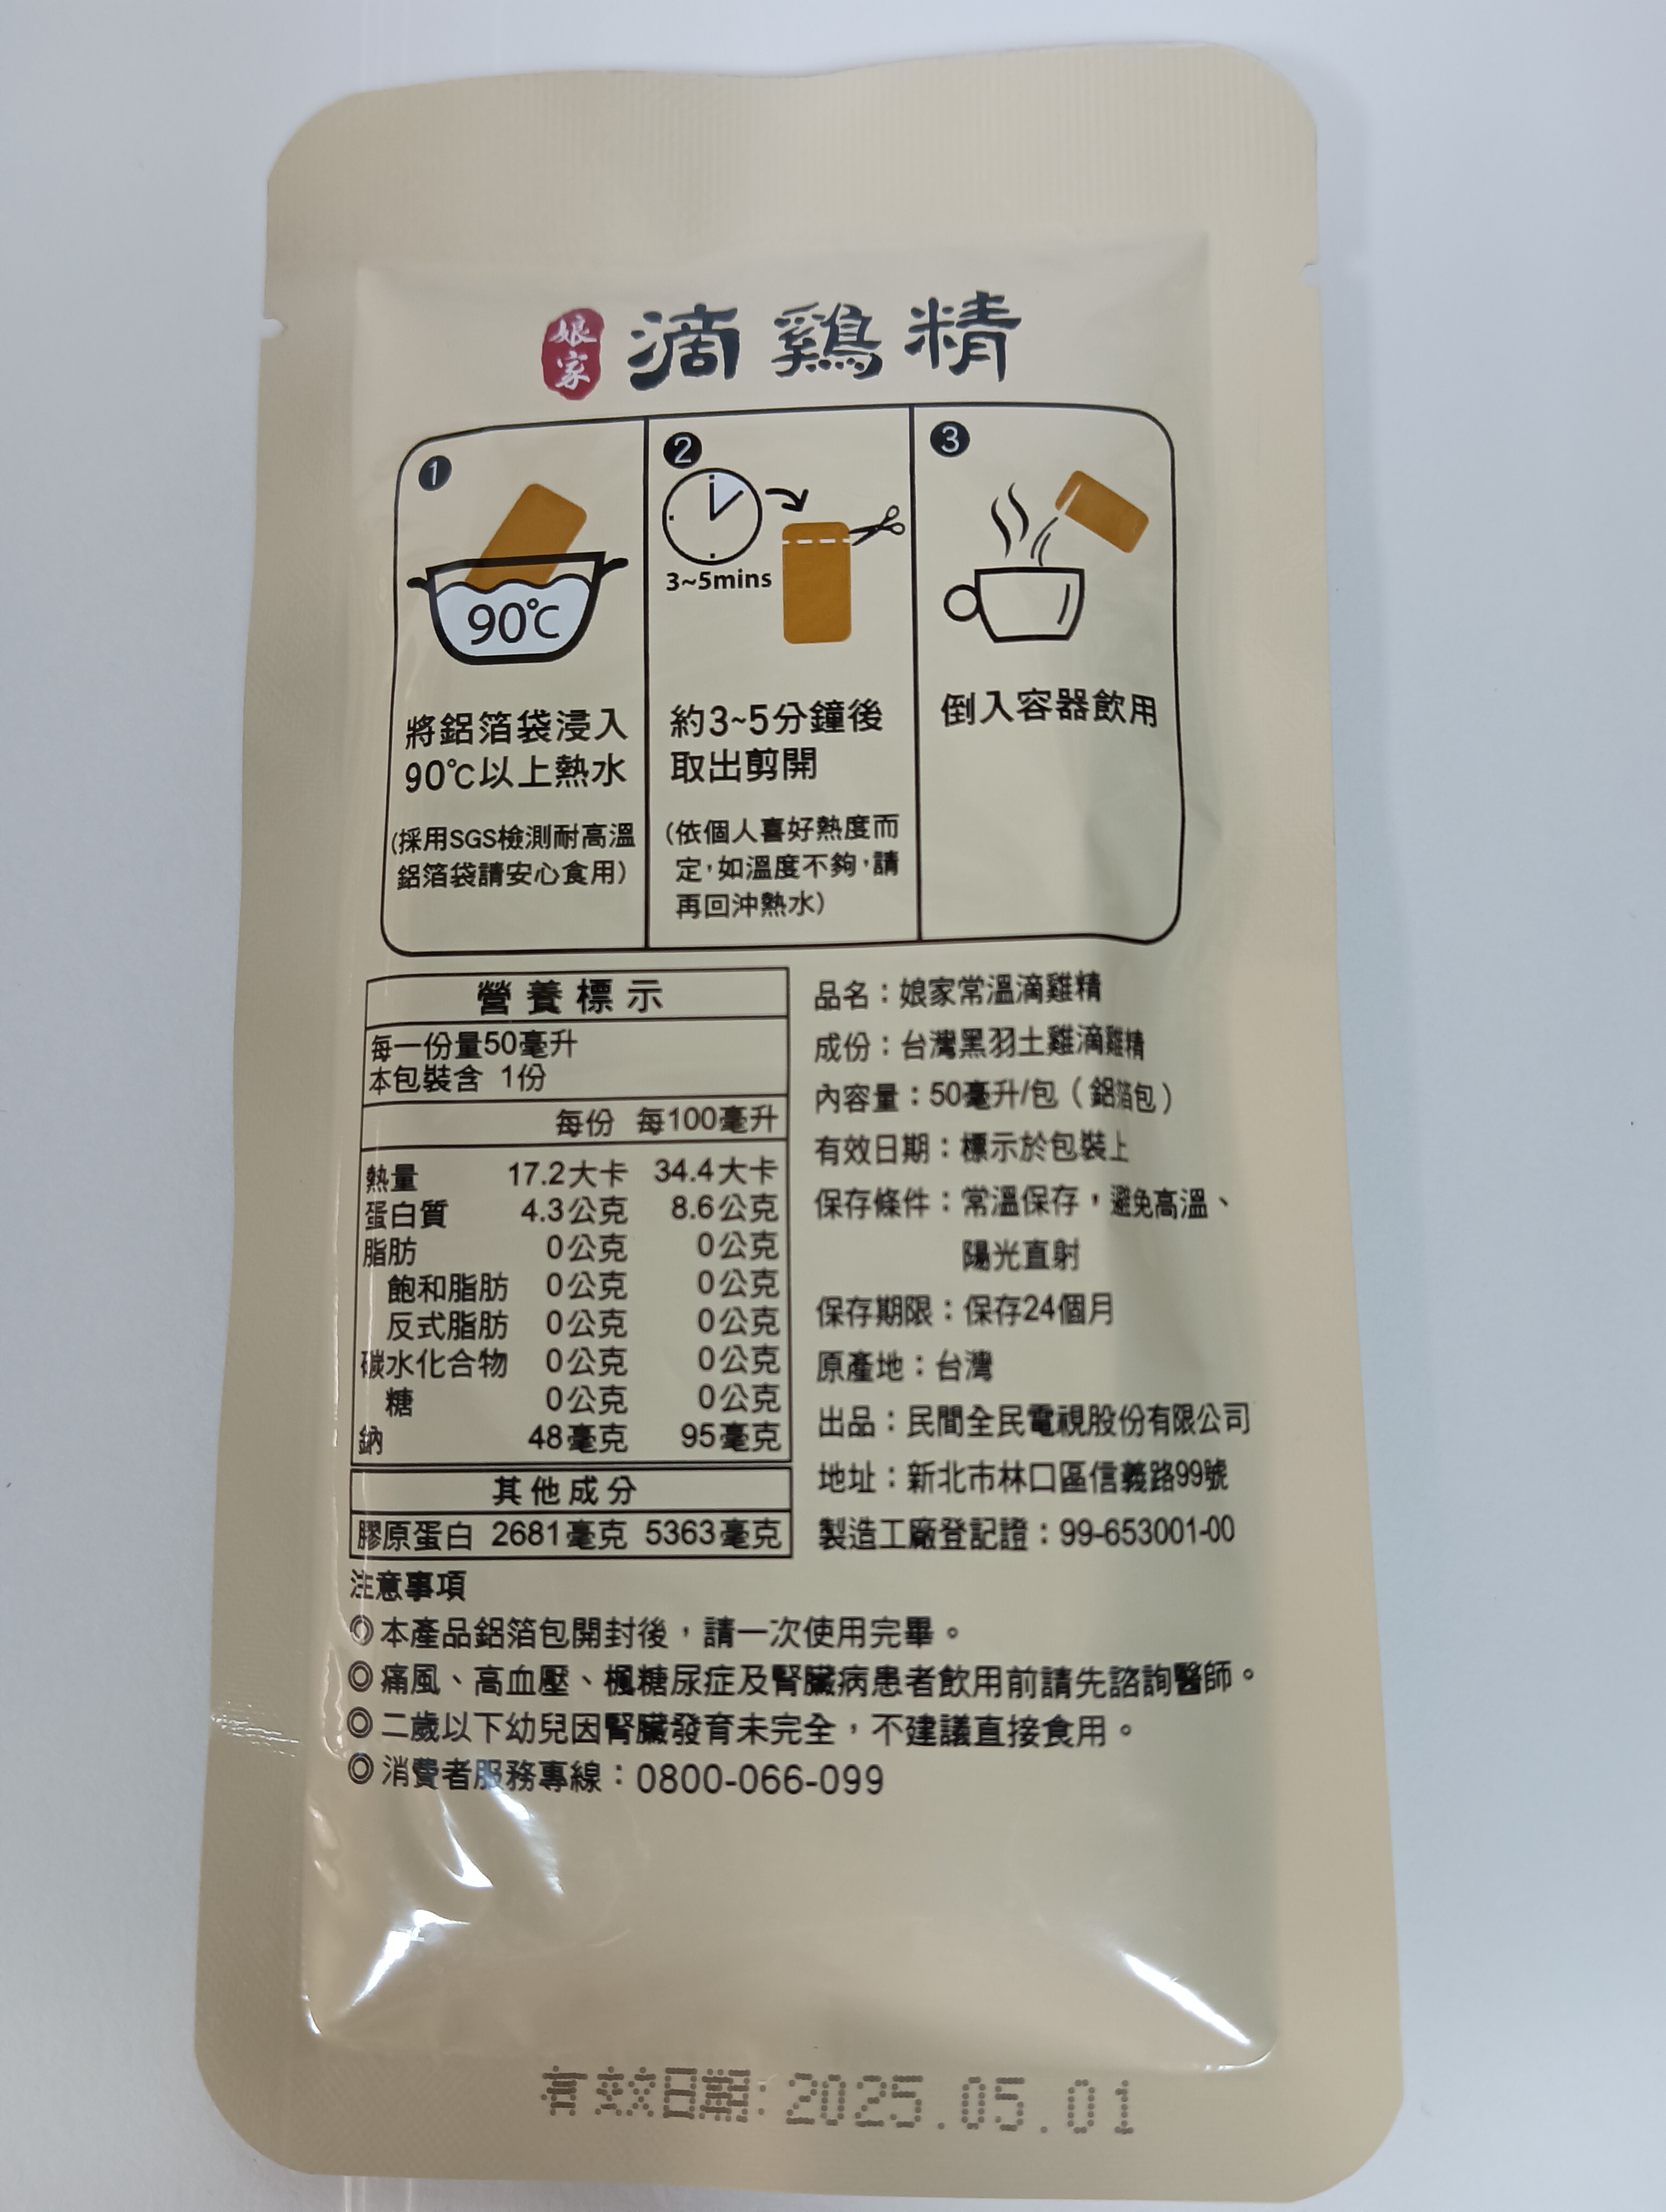 娘家
滴鷄精
1
90℃
將鋁箔袋浸入
90℃以上熱水
(採用SGS檢測耐高溫
鋁箔袋請安心食用)
2
3~5mins
約3~5分鐘後
取出剪開
(依個人喜好熱度而
定,如溫度不夠,請
再回沖熱水)
3
倒入容器飲用
營養標示
每一份量50毫升
本包裝含 1份
每份 每100毫升
熱量 17.2大卡 34.4大卡
蛋白質 4.3公克 8.6公克
脂肪 0公克 0公克
飽和脂肪 0公克 0公克
反式脂肪 0公克 0公克
碳水化合物 0公克 0公克
糖 0公克 0公克
鈉 48毫克 95毫克
其他成分
膠原蛋白 2681毫克 5363毫克
品名：娘家常溫滴雞精
成份：台灣黑羽土雞滴雞精
內容量：50毫升/包（鋁箔包）
有效日期：標示於包裝上
保存條件：常溫保存，避免高溫、
陽光直射
保存期限：保存24個月
原產地：台灣
出品：民間全民電視股份有限公司
地址：新北市林口區信義路99號
製造工廠登記證：99-653001-00
注意事項
◎本產品鋁箔包開封後，請一次使用完畢。
◎痛風、高血壓、楓糖尿症及腎臟病患者飲用前請先諮詢醫師。
◎二歲以下幼兒因腎臟發育未完全，不建議直接食用。
◎消費者服務專線：0800-066-099
有效日期:2025.05.01